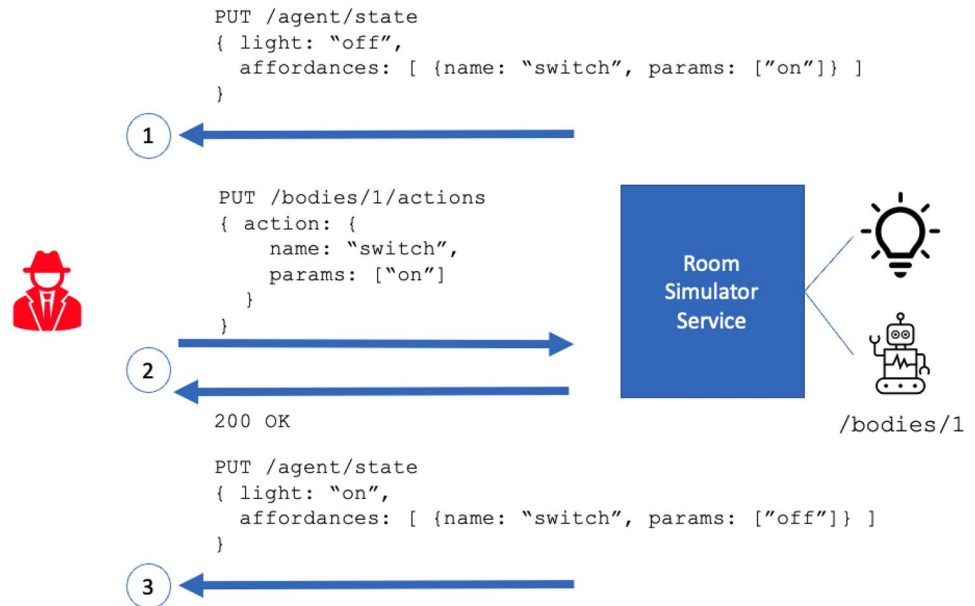 PUT /agent/state
{ light: “off”,
affordances: [ {name: “switch”, params: [”on”]} ]
}
1
PUT /bodies/1/actions
{ action: {
name: “switch”,
params: [“on”]
}
}
2
200 OK
Room
Simulator
Service
/bodies/1
PUT /agent/state
{ light: “on”,
affordances: [ {name: “switch”, params: [”off”]} ]
}
3